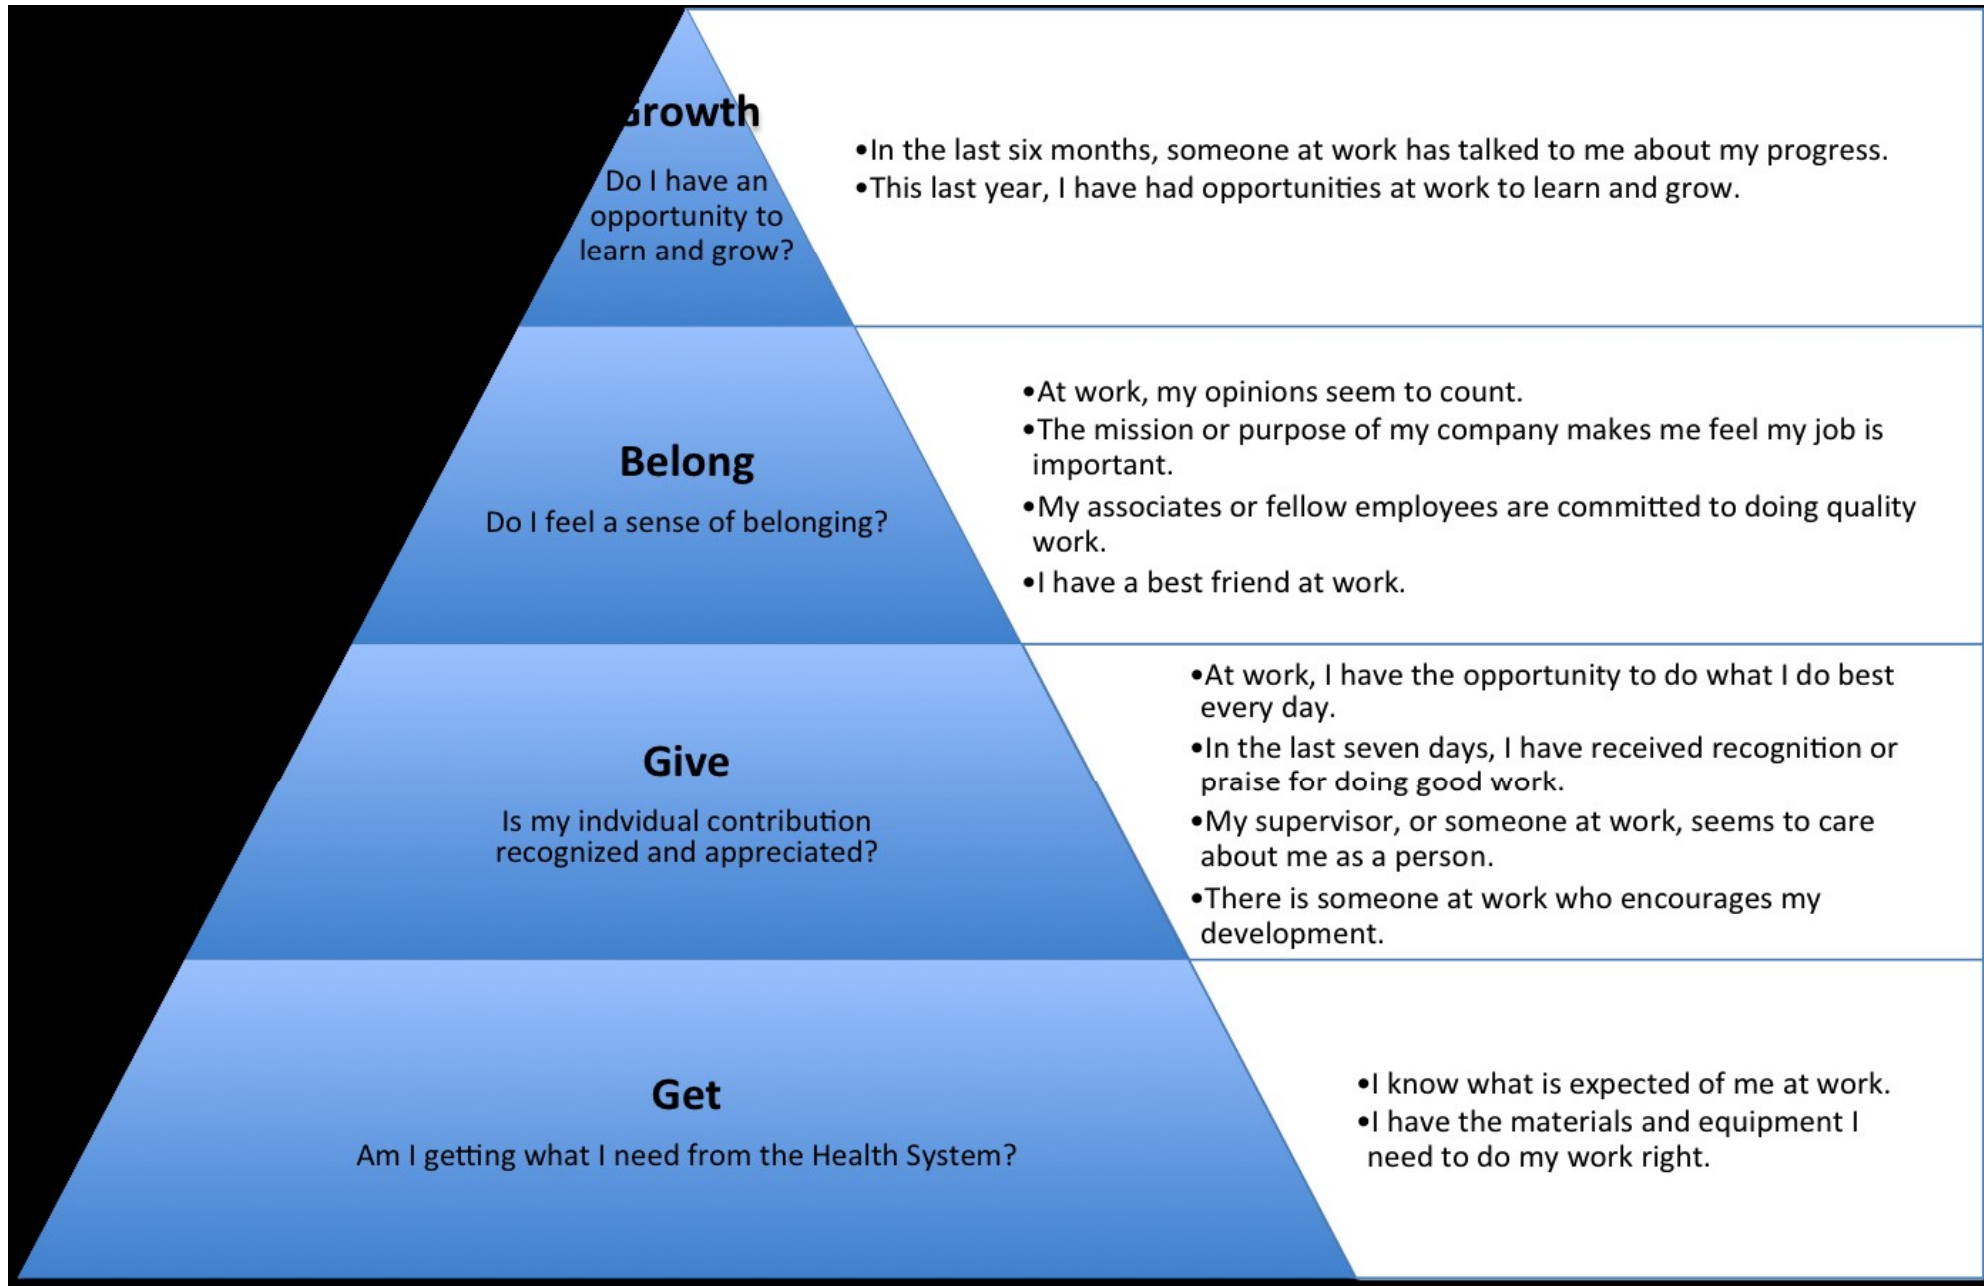 Growth
Do I have an
opportunity to
learn and grow?
•In the last six months, someone at work has talked to me about my progress.
•This last year, I have had opportunities at work to learn and grow.
Belong
Do I feel a sense of belonging?
•At work, my opinions seem to count.
•The mission or purpose of my company makes me feel my job is
important.
•My associates or fellow employees are committed to doing quality
work.
•I have a best friend at work.
Give
Is my indvidual contribution
recognized and appreciated?
•At work, I have the opportunity to do what I do best
every day.
•In the last seven days, I have received recognition or
praise for doing good work.
•My supervisor, or someone at work, seems to care
about me as a person.
•There is someone at work who encourages my
development.
Get
Am I getting what I need from the Health System?
•I know what is expected of me at work.
•I have the materials and equipment I
need to do my work right.